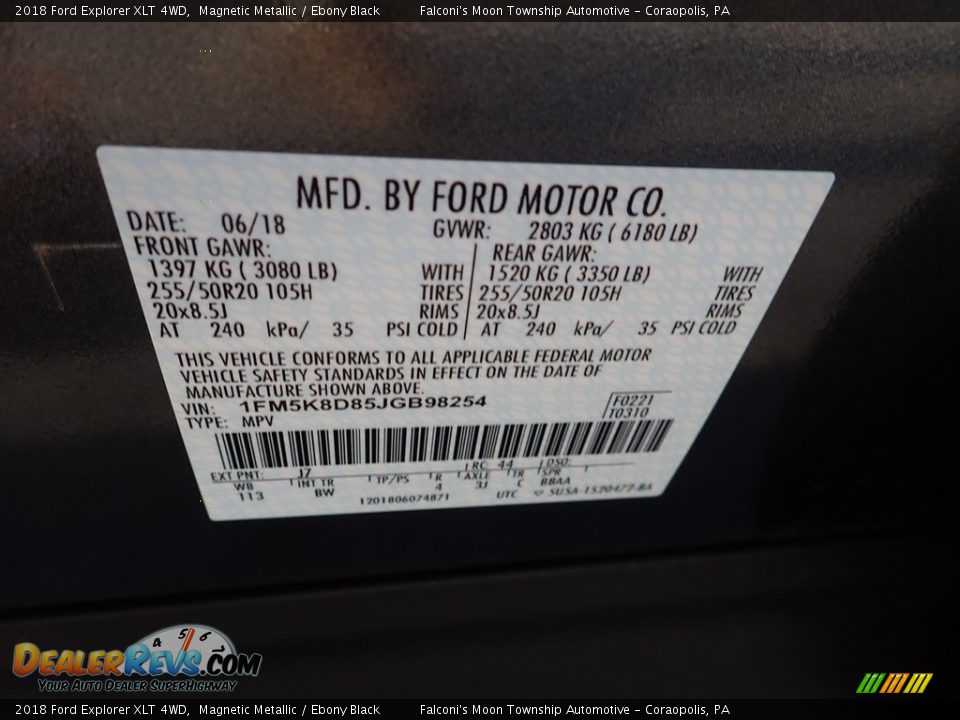 2018 Ford Explorer XLT 4WD, Magnetic Metallic / Ebony Black Falconi's Moon Township Automotive - Coraopolis, PA
MFD. BY FORD MOTOR CO.
DATE: 06/18 GVWR: 2803 KG ( 6180 LB)
FRONT GAWR: REAR GAWR:
1397 KG ( 3080 LB) WITH 1520 KG ( 3350 LB) WITH
255/50R20 105H TIRES 255/50R20 105H TIRES
20x8.5J RIMS 20x8.5J RIMS
AT 240 kPa/ 35 PSI COLD AT 240 kPa/ 35 PSI COLD
THIS VEHICLE CONFORMS TO ALL APPLICABLE FEDERAL MOTOR
VEHICLE SAFETY STANDARDS IN EFFECT ON THE DATE OF
MANUFACTURE SHOWN ABOVE.
VIN: 1FM5K8D85JGB98254 F0221
TYPE: MPV T0310
EXT PNT: J7 RC: 44 DSO:
WB INT TR TP/PS R AXLE TR SPR
113 BW 4 3J C BBAA
1201806074871 UTC SUSA-1520472-BA
4 5 6
DEALERREVS.COM
YOUR AUTO DEALER SUPERHIGHWAY
2018 Ford Explorer XLT 4WD, Magnetic Metallic / Ebony Black Falconi's Moon Township Automotive - Coraopolis, PA